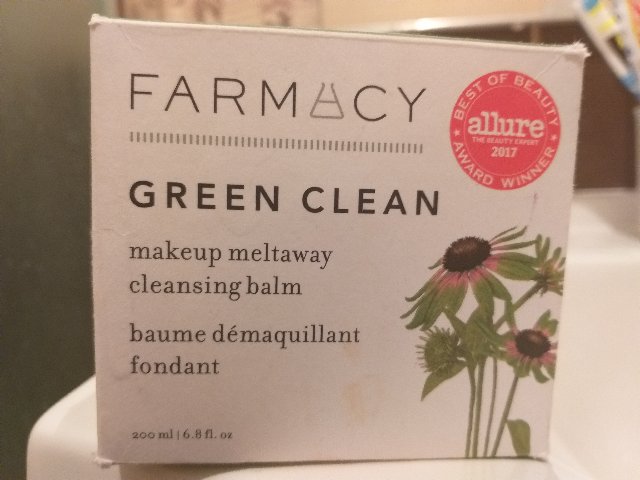 FARMACY
BEST OF BEAUTY
allure
THE BEAUTY EXPERT
2017
AWARD WINNER
GREEN CLEAN
makeup meltaway
cleansing balm
baume démaquillant
fondant
200 ml | 6.8 fl. oz